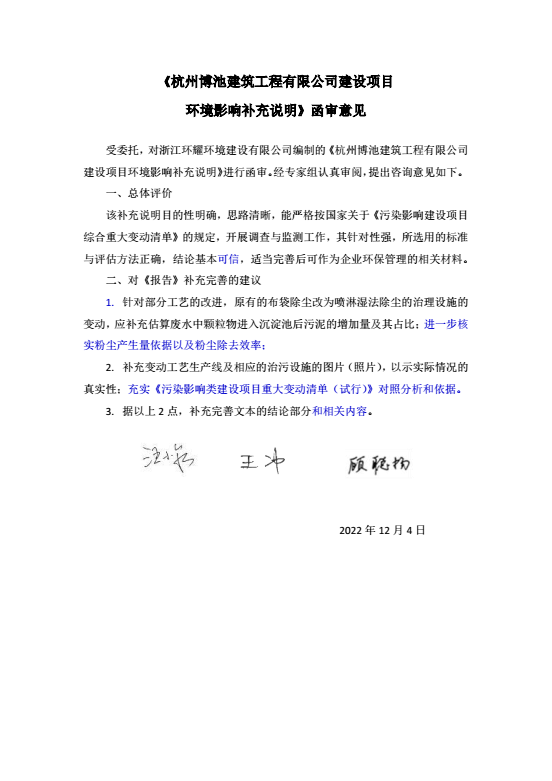 《杭州博池建筑工程有限公司建设项目
环境影响补充说明》函审意见
受委托，对浙江环耀环境建设有限公司编制的《杭州博池建筑工程有限公司
建设项目环境影响补充说明》进行函审。经专家组认真审阅，提出咨询意见如下。
一、总体评价
该补充说明目的性明确，思路清晰，能严格按国家关于《污染影响建设项目
综合重大变动清单》的规定，开展调查与监测工作，其针对性强，所选用的标准
与评估方法正确，结论基本可信，适当完善后可作为企业环保管理的相关材料。
二、对《报告》补充完善的建议
1. 针对部分工艺的改进，原有的布袋除尘改为喷淋湿法除尘的治理设施的
变动，应补充估算废水中颗粒物进入沉淀池后污泥的增加量及其占比；进一步核
实粉尘产生量依据以及粉尘除去效率；
2. 补充变动工艺生产线及相应的治污设施的图片（照片），以示实际情况的
真实性；充实《污染影响类建设项目重大变动清单（试行）》对照分析和依据。
3. 据以上 2 点，补充完善文本的结论部分和相关内容。
王冲 顾聪扬
2022 年 12 月 4 日